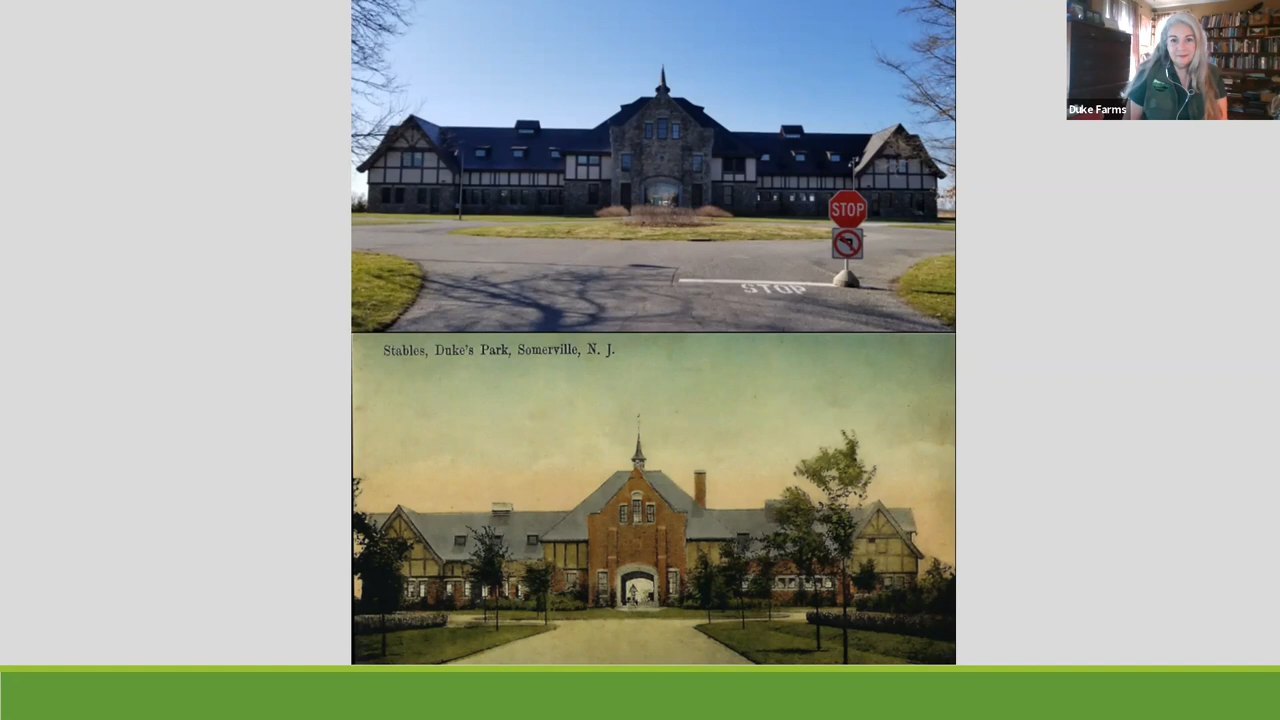 Duke Farms
STOP
STOP
Stables, Duke's Park, Somerville, N. J.